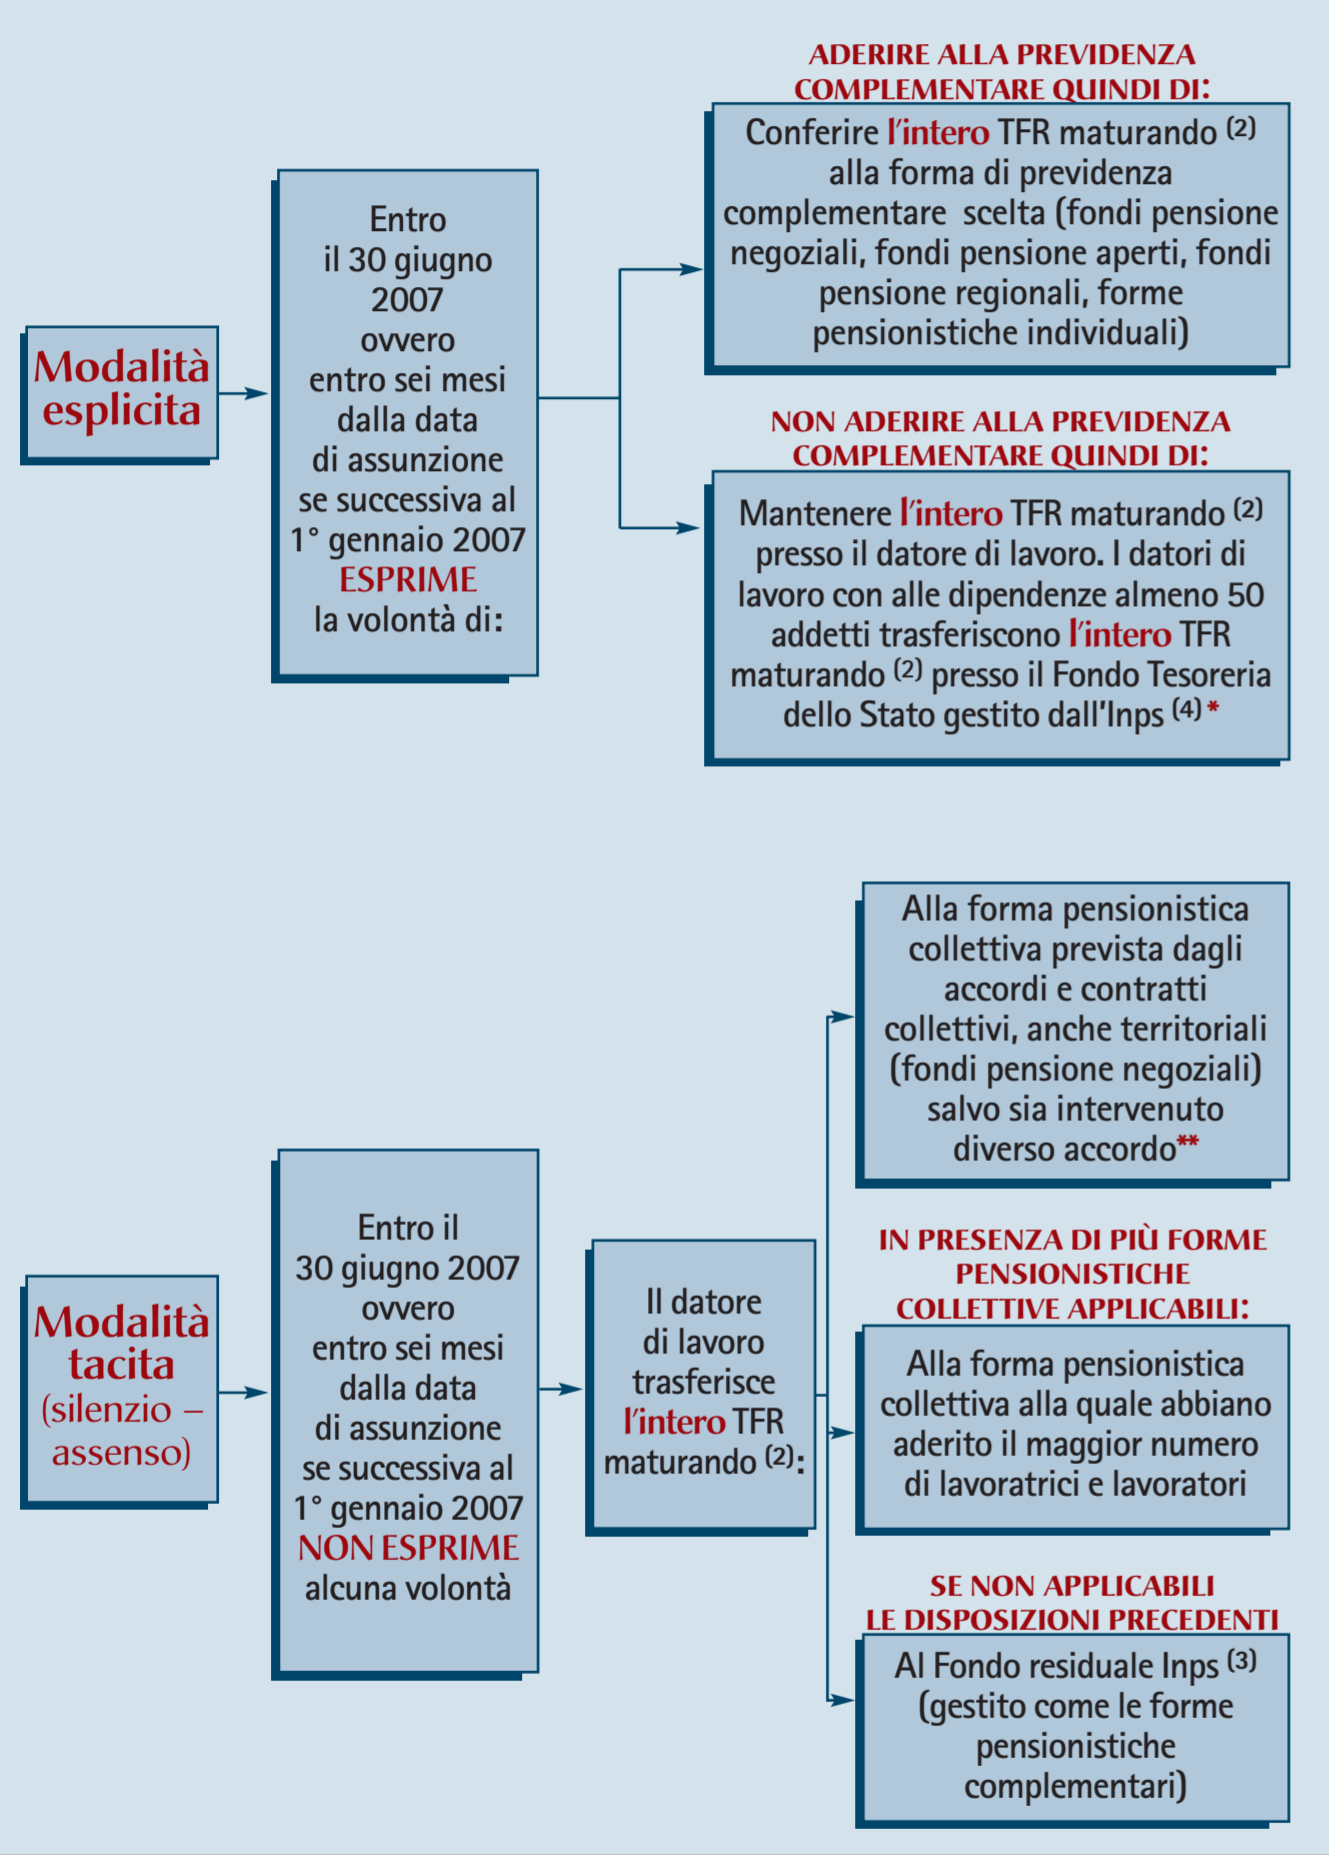 Modalità
esplicita
Entro
il 30 giugno
2007
ovvero
entro sei mesi
dalla data
di assunzione
se successiva al
1° gennaio 2007
ESPRIME
la volontà di:
ADERIRE ALLA PREVIDENZA
COMPLEMENTARE QUINDI DI:
Conferire l'intero TFR maturando (2)
alla forma di previdenza
complementare scelta (fondi pensione
negoziali, fondi pensione aperti, fondi
pensione regionali, forme
pensionistiche individuali)
NON ADERIRE ALLA PREVIDENZA
COMPLEMENTARE QUINDI DI:
Mantenere l'intero TFR maturando (2)
presso il datore di lavoro. I datori di
lavoro con alle dipendenze almeno 50
addetti trasferiscono l'intero TFR
maturando (2) presso il Fondo Tesoreria
dello Stato gestito dall'Inps (4) *
Modalità
tacita
(silenzio –
assenso)
Entro il
30 giugno 2007
ovvero
entro sei mesi
dalla data
di assunzione
se successiva al
1° gennaio 2007
NON ESPRIME
alcuna volontà
Il datore
di lavoro
trasferisce
l'intero TFR
maturando (2):
Alla forma pensionistica
collettiva prevista dagli
accordi e contratti
collettivi, anche territoriali
(fondi pensione negoziali)
salvo sia intervenuto
diverso accordo**
IN PRESENZA DI PIÙ FORME
PENSIONISTICHE
COLLETTIVE APPLICABILI:
Alla forma pensionistica
collettiva alla quale abbiano
aderito il maggior numero
di lavoratrici e lavoratori
SE NON APPLICABILI
LE DISPOSIZIONI PRECEDENTI
Al Fondo residuale Inps (3)
(gestito come le forme
pensionistiche
complementari)